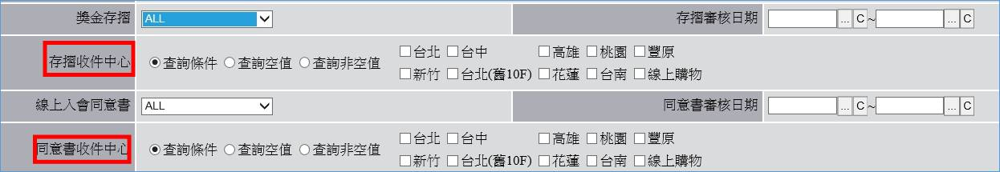 獎金存摺 ALL 存摺審核日期 ... C ~ ... C
存摺收件中心 查詢條件 查詢空值 查詢非空值 台北 台中 高雄 桃園 豐原
新竹 台北(舊10F) 花蓮 台南 線上購物
線上入會同意書 ALL 同意書審核日期 ... C ~ ... C
同意書收件中心 查詢條件 查詢空值 查詢非空值 台北 台中 高雄 桃園 豐原
新竹 台北(舊10F) 花蓮 台南 線上購物